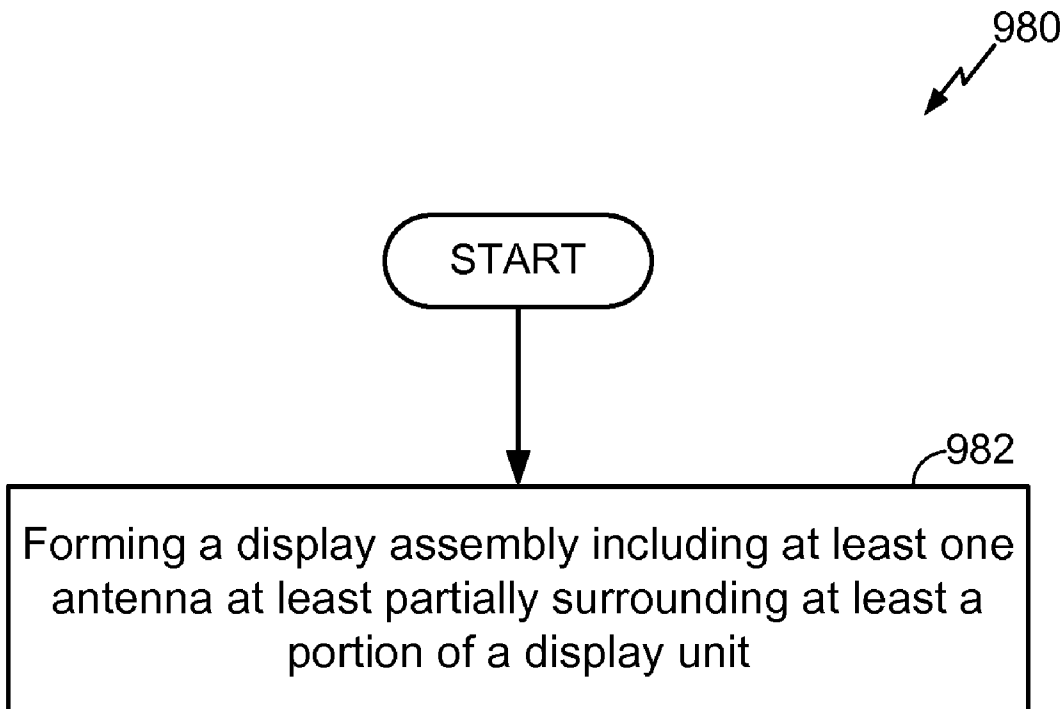 980
START
982
Forming a display assembly including at least one
antenna at least partially surrounding at least a
portion of a display unit